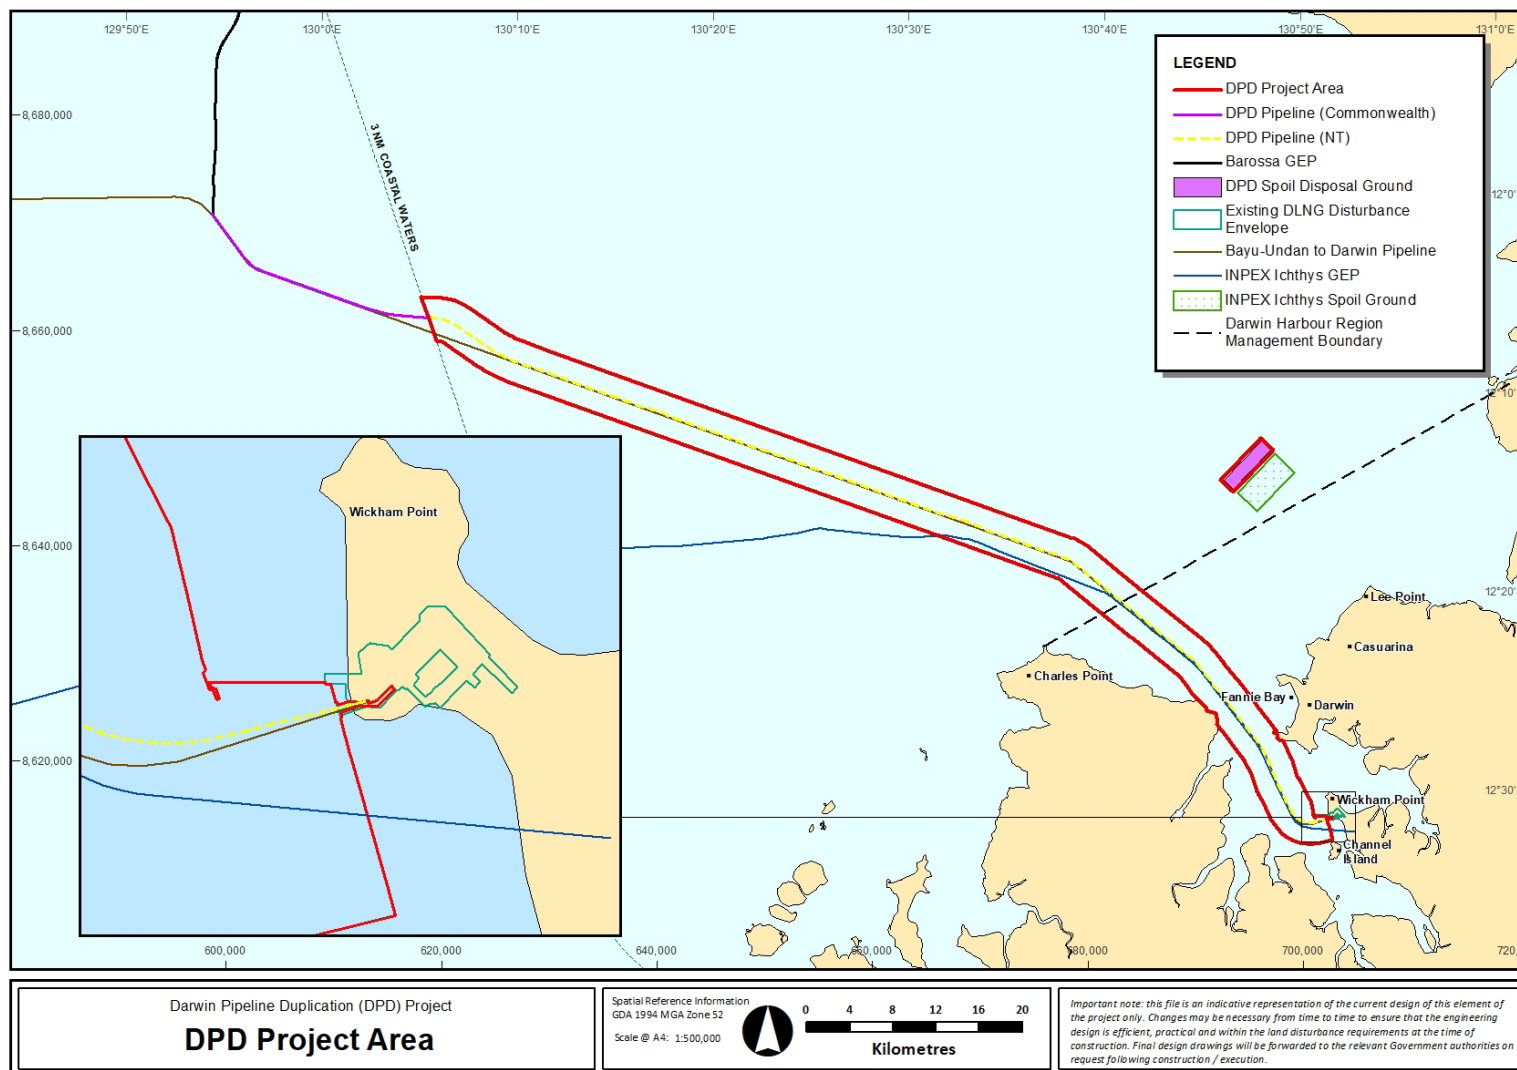 129°50'E
130°0'E
130°10'E
130°20'E
130°30'E
130°40'E
130°50'E
131°0'E
LEGEND
DPD Project Area
DPD Pipeline (Commonwealth)
DPD Pipeline (NT)
Barossa GEP
DPD Spoil Disposal Ground
Existing DLNG Disturbance
Envelope
Bayu-Undan to Darwin Pipeline
INPEX Ichthys GEP
INPEX Ichthys Spoil Ground
Darwin Harbour Region
Management Boundary
8,680,000
3 NM COASTAL WATERS
12°0'
8,660,000
12°10'
Wickham Point
8,640,000
12°20'
Lee Point
Casuarina
Charles Point
Fannie Bay
Darwin
8,620,000
12°30'
Wickham Point
Channel
Island
600,000
620,000
640,000
660,000
680,000
700,000
720,
Darwin Pipeline Duplication (DPD) Project
DPD Project Area
Spatial Reference Information
GDA 1994 MGA Zone 52
Scale @ A4: 1:500,000
0 4 8 12 16 20
Kilometres
Important note: this file is an indicative representation of the current design of this element of
the project only. Changes may be necessary from time to time to ensure that the engineering
design is efficient, practical and within the land disturbance requirements at the time of
construction. Final design drawings will be forwarded to the relevant Government authorities on
request following construction / execution.